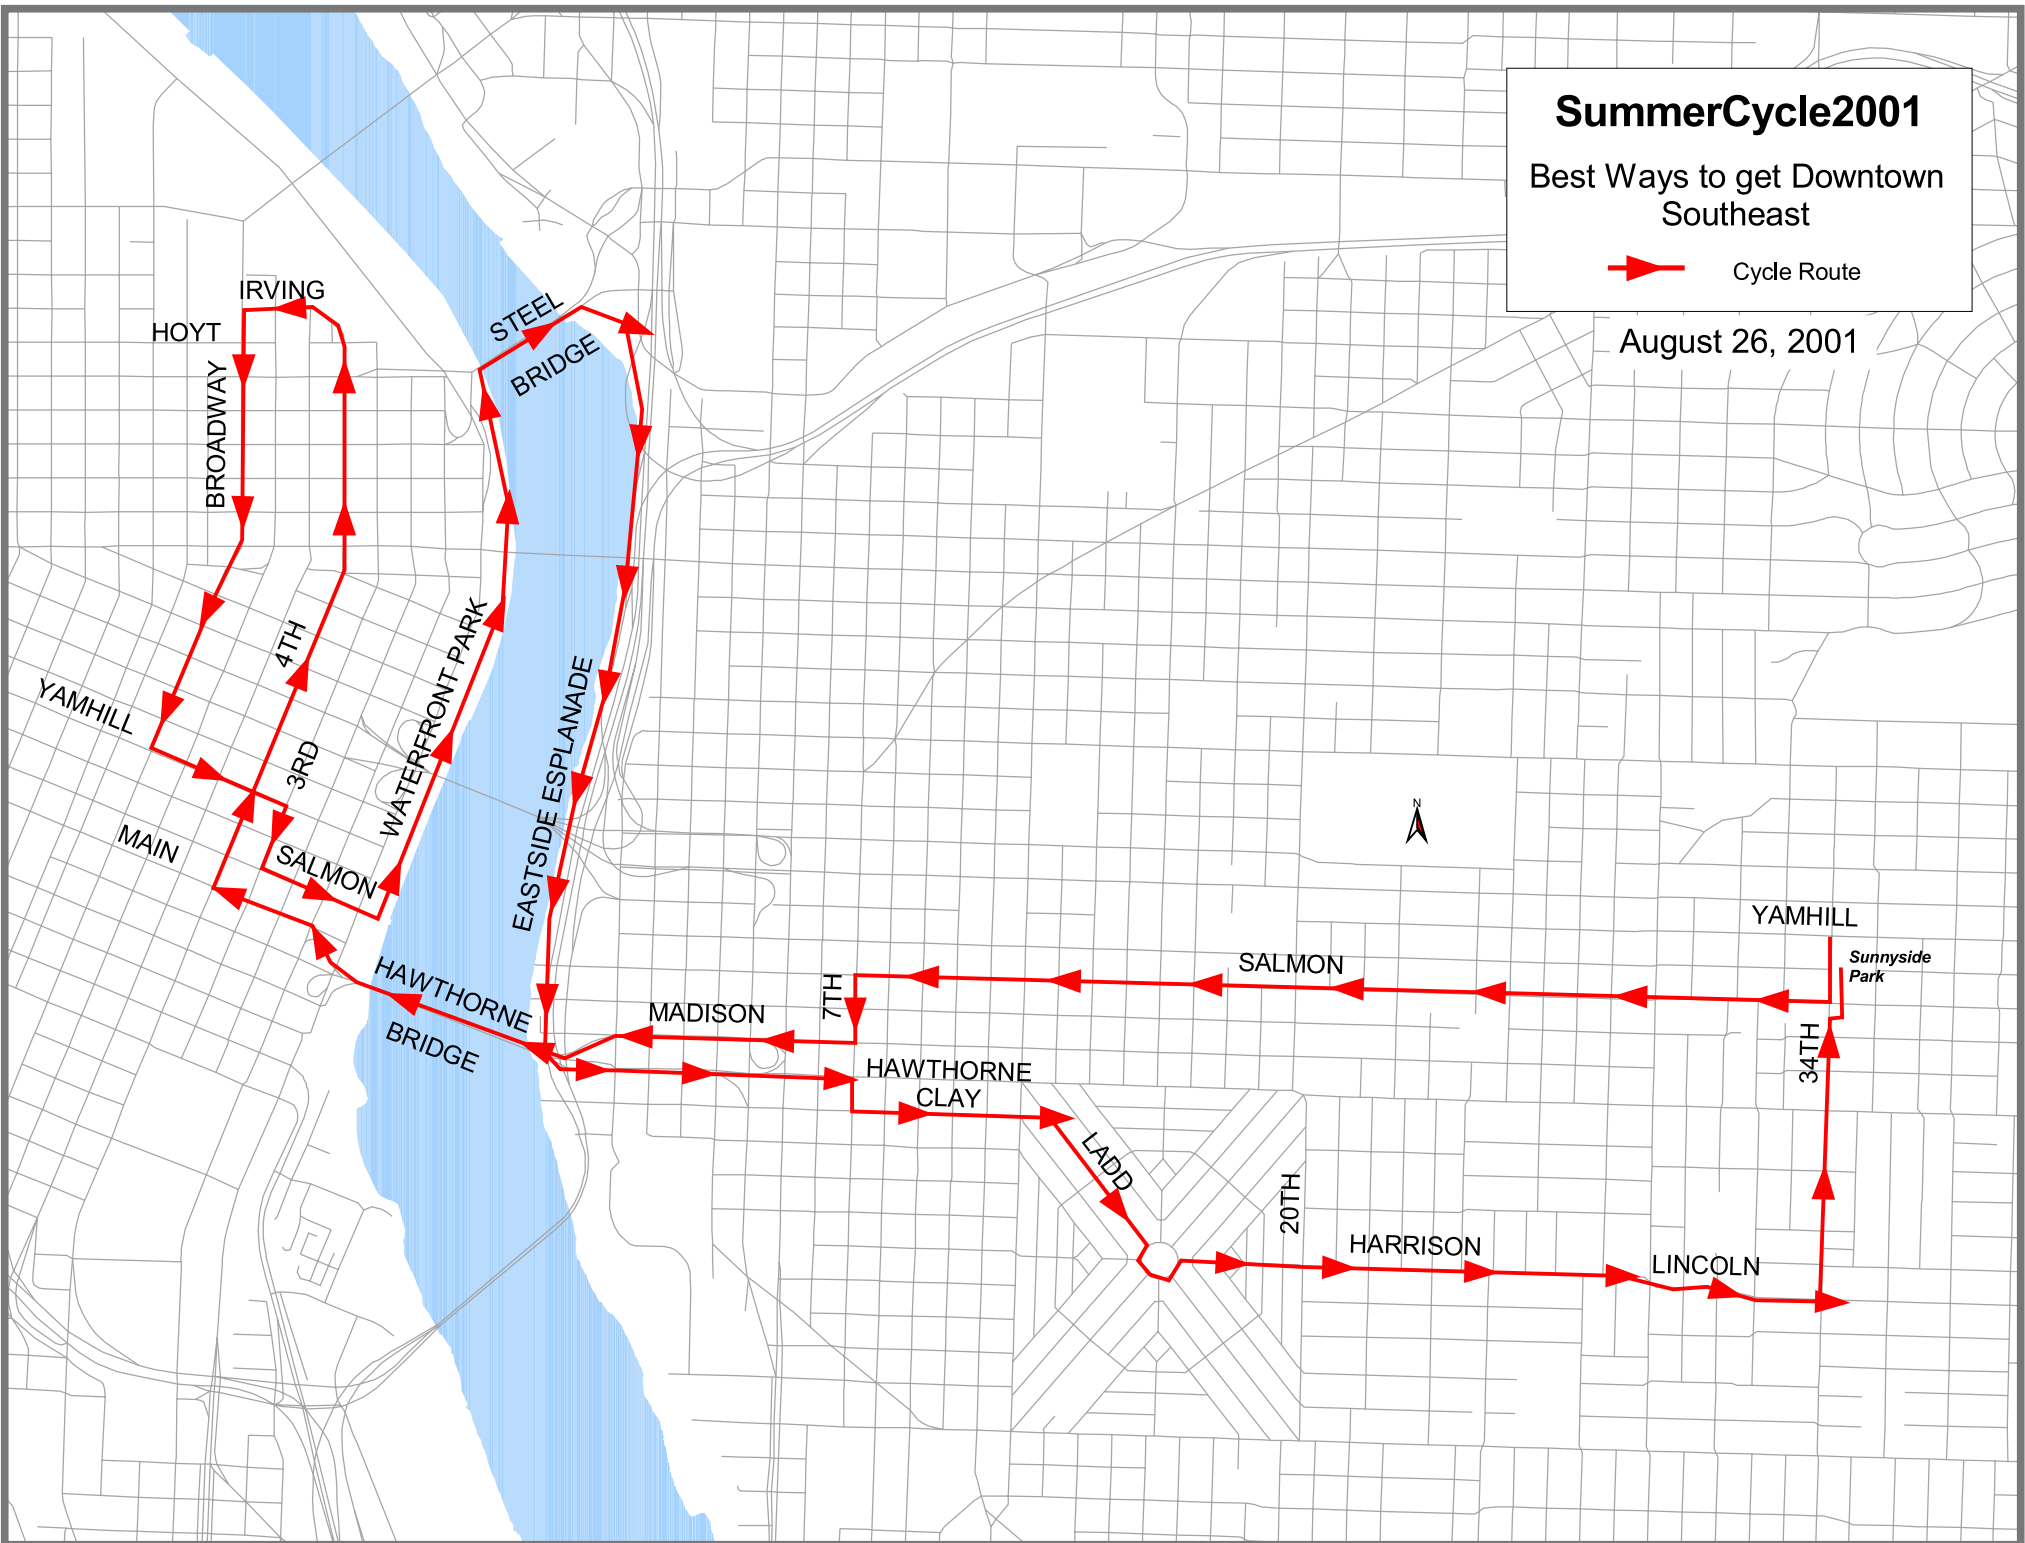 SummerCycle2001
Best Ways to get Downtown
Southeast
Cycle Route
August 26, 2001
IRVING
HOYT
STEEL
BRIDGE
BROADWAY
4TH
YAMHILL
3RD
WATERFRONT PARK
EASTSIDE ESPLANADE
MAIN
SALMON
N
YAMHILL
Sunnyside
Park
HAWTHORNE
BRIDGE
SALMON
7TH
MADISON
34TH
HAWTHORNE
CLAY
LADD
20TH
HARRISON
LINCOLN